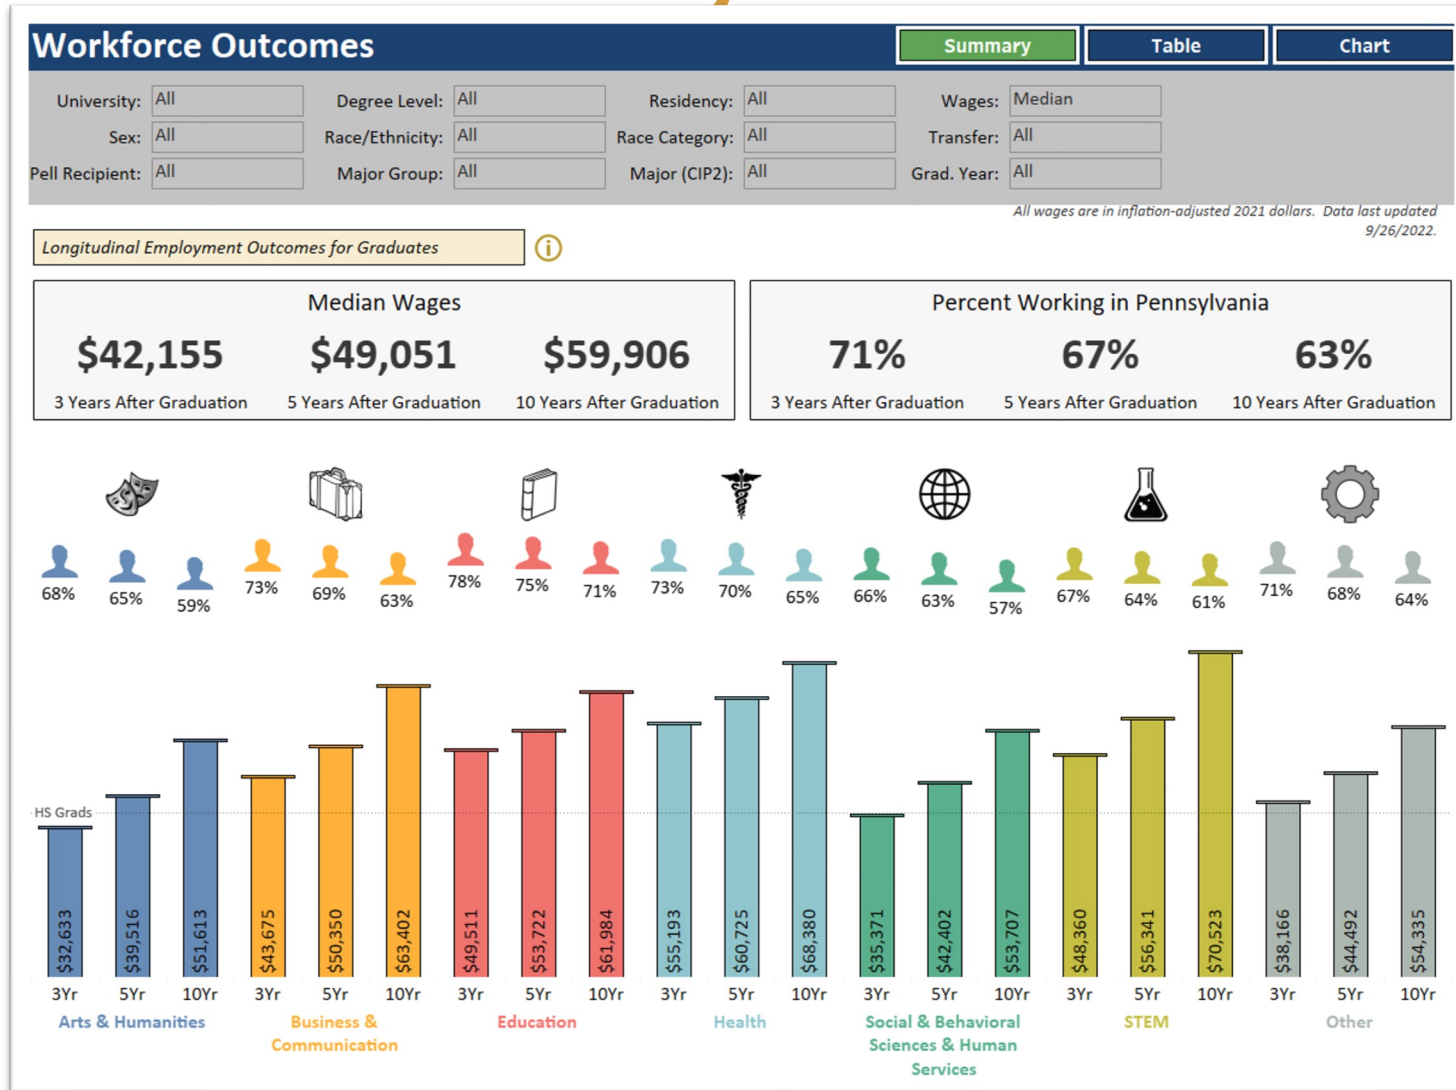 Workforce Outcomes
Summary
Table
Chart
University: All Degree Level: All Residency: All Wages: Median
Sex: All Race/Ethnicity: All Race Category: All Transfer: All
Pell Recipient: All Major Group: All Major (CIP2): All Grad. Year: All
All wages are in inflation-adjusted 2021 dollars. Data last updated
9/26/2022.
Longitudinal Employment Outcomes for Graduates
i
Median Wages
$42,155 $49,051 $59,906
3 Years After Graduation 5 Years After Graduation 10 Years After Graduation
Percent Working in Pennsylvania
71% 67% 63%
3 Years After Graduation 5 Years After Graduation 10 Years After Graduation
68% 65% 59% 73% 69% 63% 78% 75% 71% 73% 70% 65% 66% 63% 57% 67% 64% 61% 71% 68% 64%
HS Grads
$32,633 $39,516 $51,613 $43,675 $50,350 $63,402 $49,511 $53,722 $61,984 $55,193 $60,725 $68,380 $35,371 $42,402 $53,707 $48,360 $56,341 $70,523 $38,166 $44,492 $54,335
3Yr 5Yr 10Yr 3Yr 5Yr 10Yr 3Yr 5Yr 10Yr 3Yr 5Yr 10Yr 3Yr 5Yr 10Yr 3Yr 5Yr 10Yr 3Yr 5Yr 10Yr
Arts & Humanities
Business &
Communication
Education
Health
Social & Behavioral
Sciences & Human
Services
STEM
Other